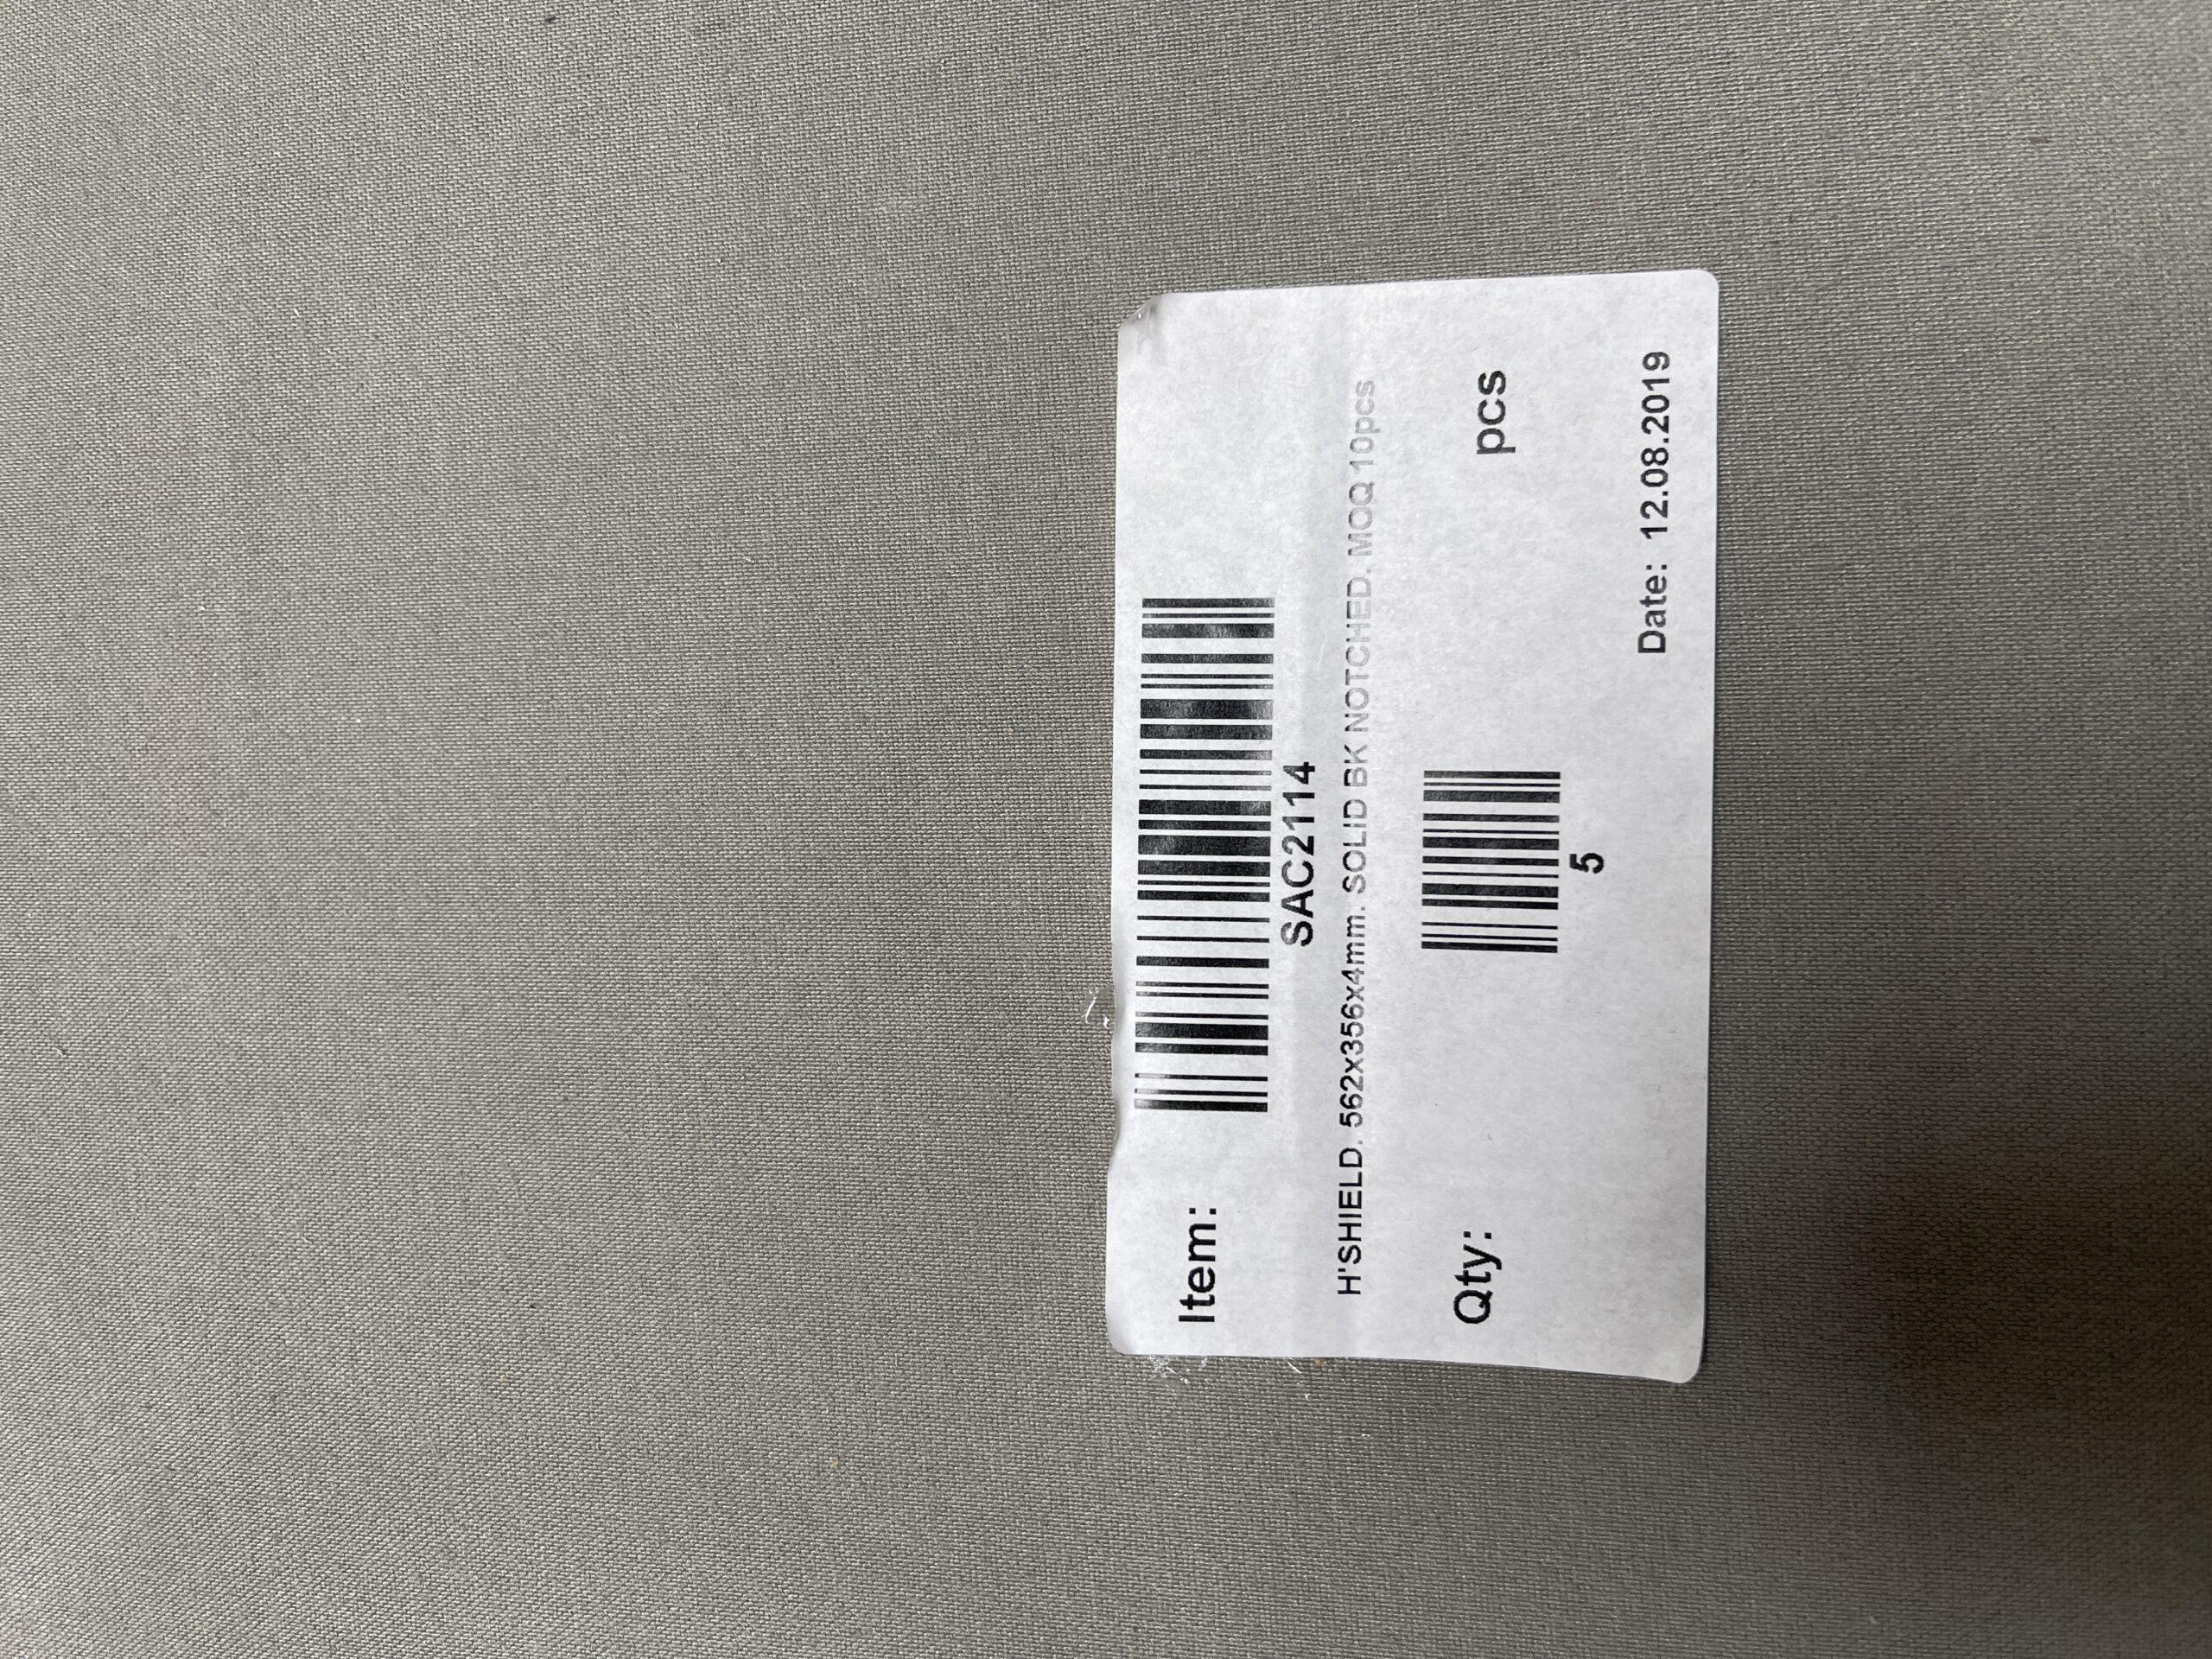 Item:
SAC2114
H'SHIELD. 562x356x4mm. SOLID BK NOTCHED. MOQ 10pcs
Qty: pcs
5
Date: 12.08.2019